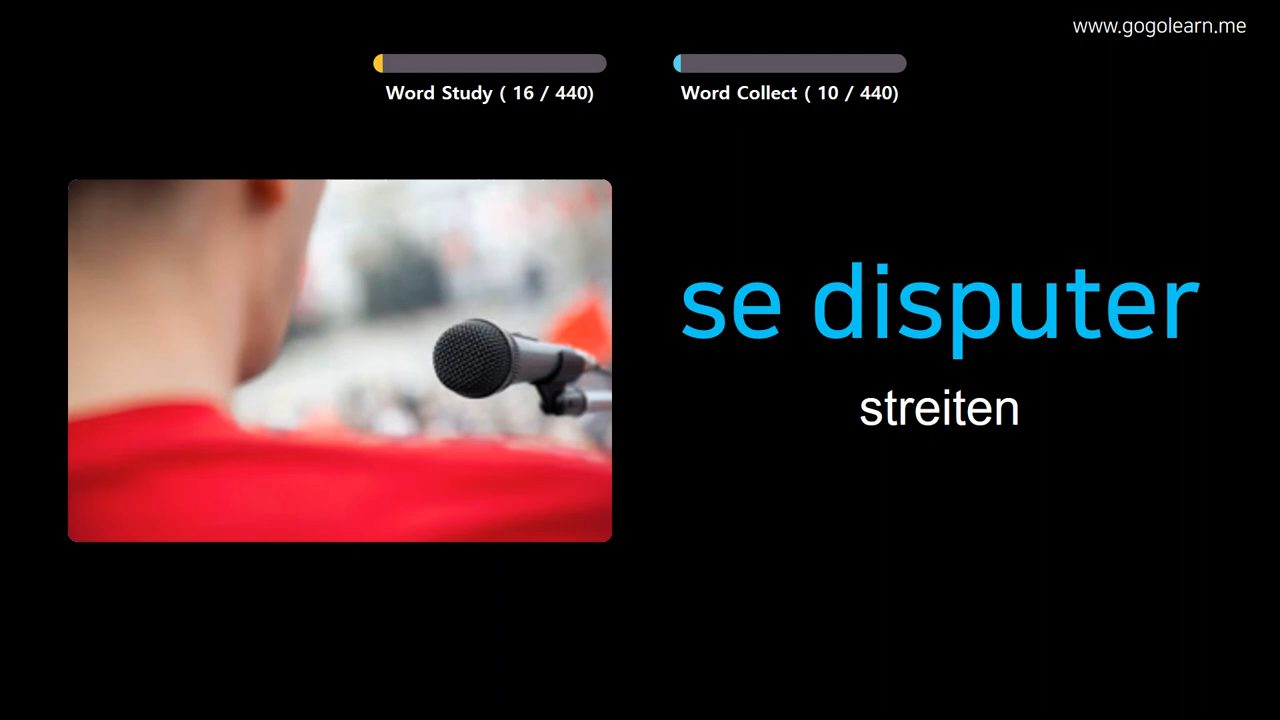 www.gogolearn.me
Word Study ( 16 / 440)
Word Collect ( 10 / 440)
se disputer
streiten